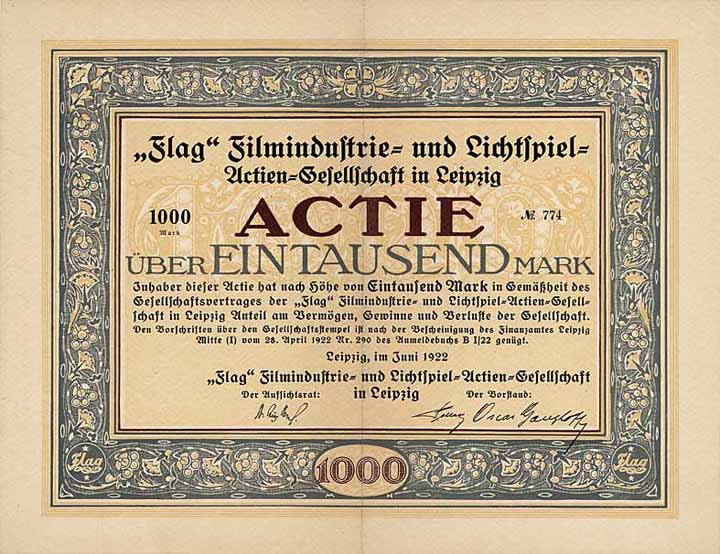 „Flag“ Filmindustrie- und Lichtspiel-
Actien-Gesellschaft in Leipzig
1000
Mark
ACTIE
№ 774
ÜBER EINTAUSEND MARK
Inhaber dieser Actie hat nach Höhe von Eintausend Mark in Gemäßheit des
Gesellschaftsvertrages der „Flag“ Filmindustrie- und Lichtspiel-Actien-Gesell-
schaft in Leipzig Anteil am Vermögen, Gewinne und Verluste der Gesellschaft.
Den Vorschriften über den Gesellschaftsstempel ist nach der Bescheinigung des Finanzamtes Leipzig
Mitte (I) vom 28. April 1922 Nr. 290 des Anmeldebuchs B I/22 genügt.
Leipzig, im Juni 1922
„Flag“ Filmindustrie- und Lichtspiel-Actien-Gesellschaft
Der Aufsichtsrat: in Leipzig Der Vorstand:
Oscar
Flag 1000 Flag